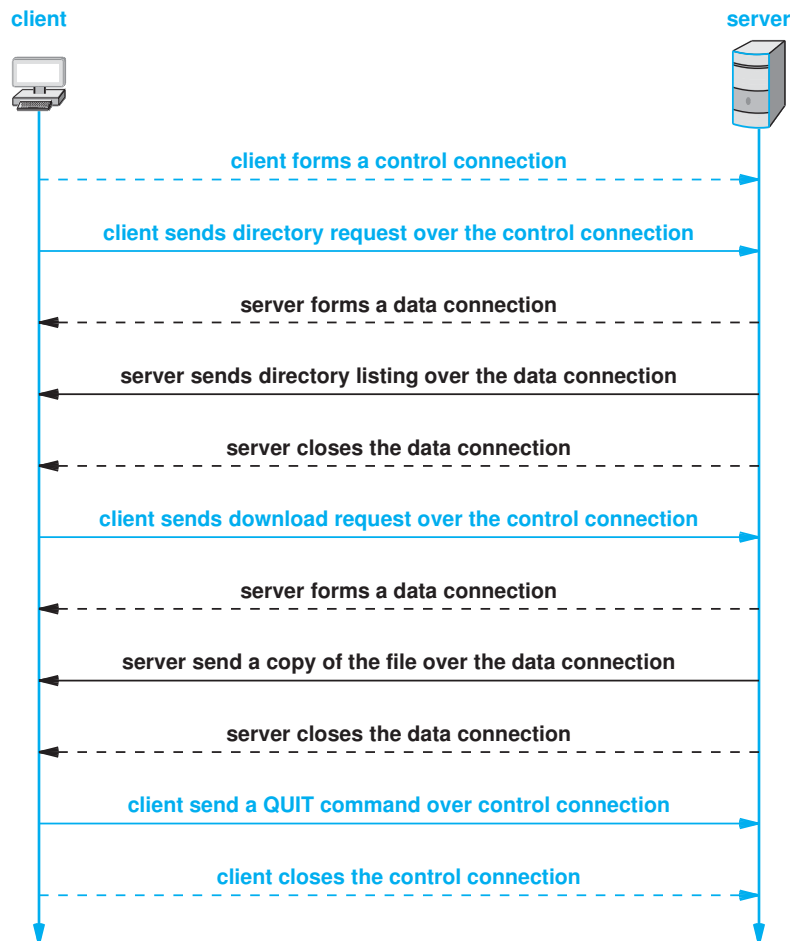 client
server
client forms a control connection
client sends directory request over the control connection
server forms a data connection
server sends directory listing over the data connection
server closes the data connection
client sends download request over the control connection
server forms a data connection
server send a copy of the file over the data connection
server closes the data connection
client send a QUIT command over control connection
client closes the control connection